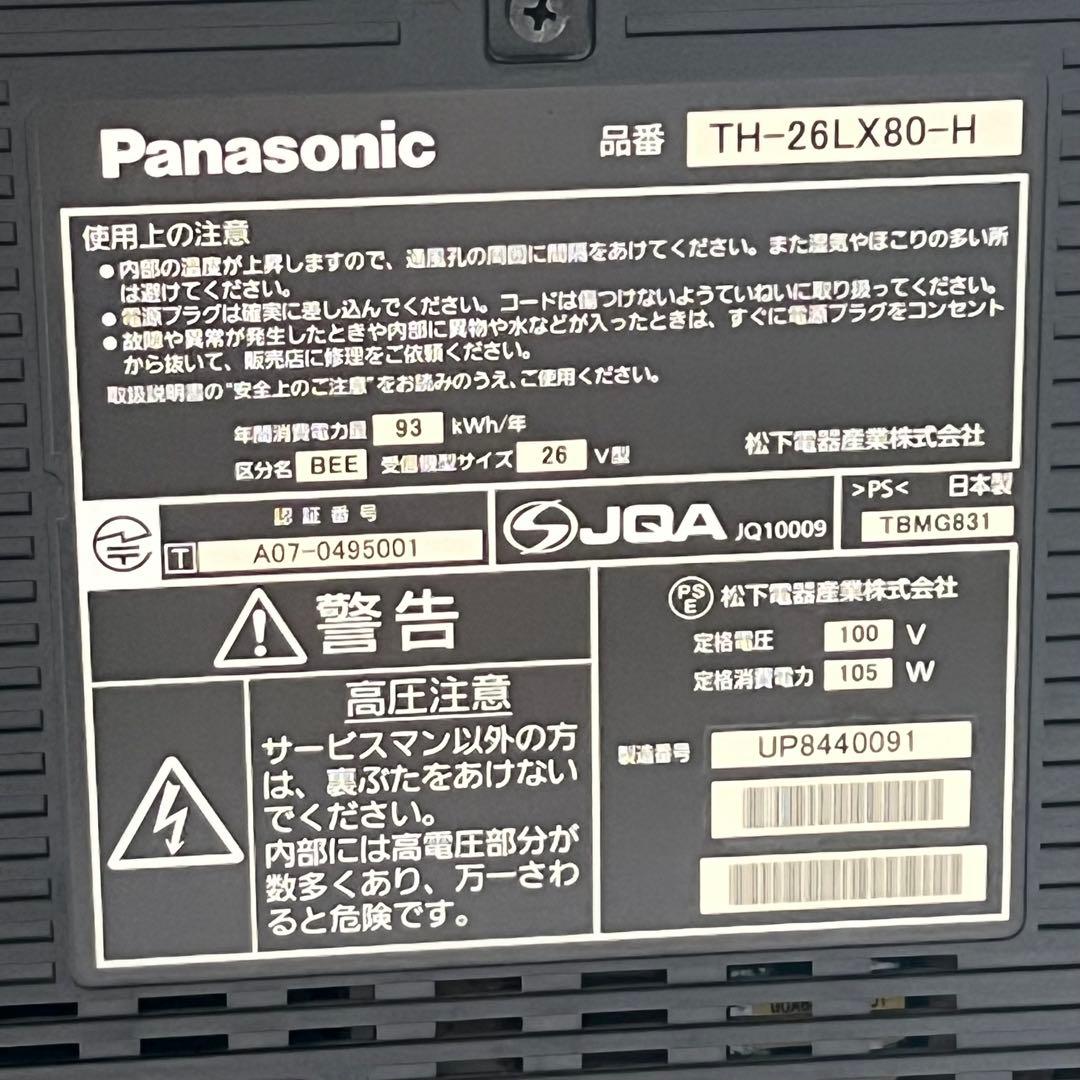 Panasonic 品番 TH-26LX80-H
使用上の注意
●内部の温度が上昇しますので、通風孔の周囲に間隔をあけてください。また湿気やほこりの多い所
は避けてください。
●電源プラグは確実に差し込んでください。コードは傷つけないようていねいに取り扱ってください。
●故障や異常が発生したときや内部に異物や水などが入ったときは、すぐに電源プラグをコンセント
から抜いて、販売店に修理をご依頼ください。
取扱説明書の"安全上のご注意"をお読みのうえ、ご使用ください。
年間消費電力量 93 kWh/年
区分名 BEE 受信機型サイズ 26 V型
松下電器産業株式会社
認証番号
T A07-0495001
JQA JQ10009
>PS< 日本製
TBMG831
警告
高圧注意
サービスマン以外の方
は、裏ぶたをあけない
でください。
内部には高電圧部分が
数多くあり、万一さわ
ると危険です。
PS
E 松下電器産業株式会社
定格電圧 100 V
定格消費電力 105 W
製造番号 UP8440091